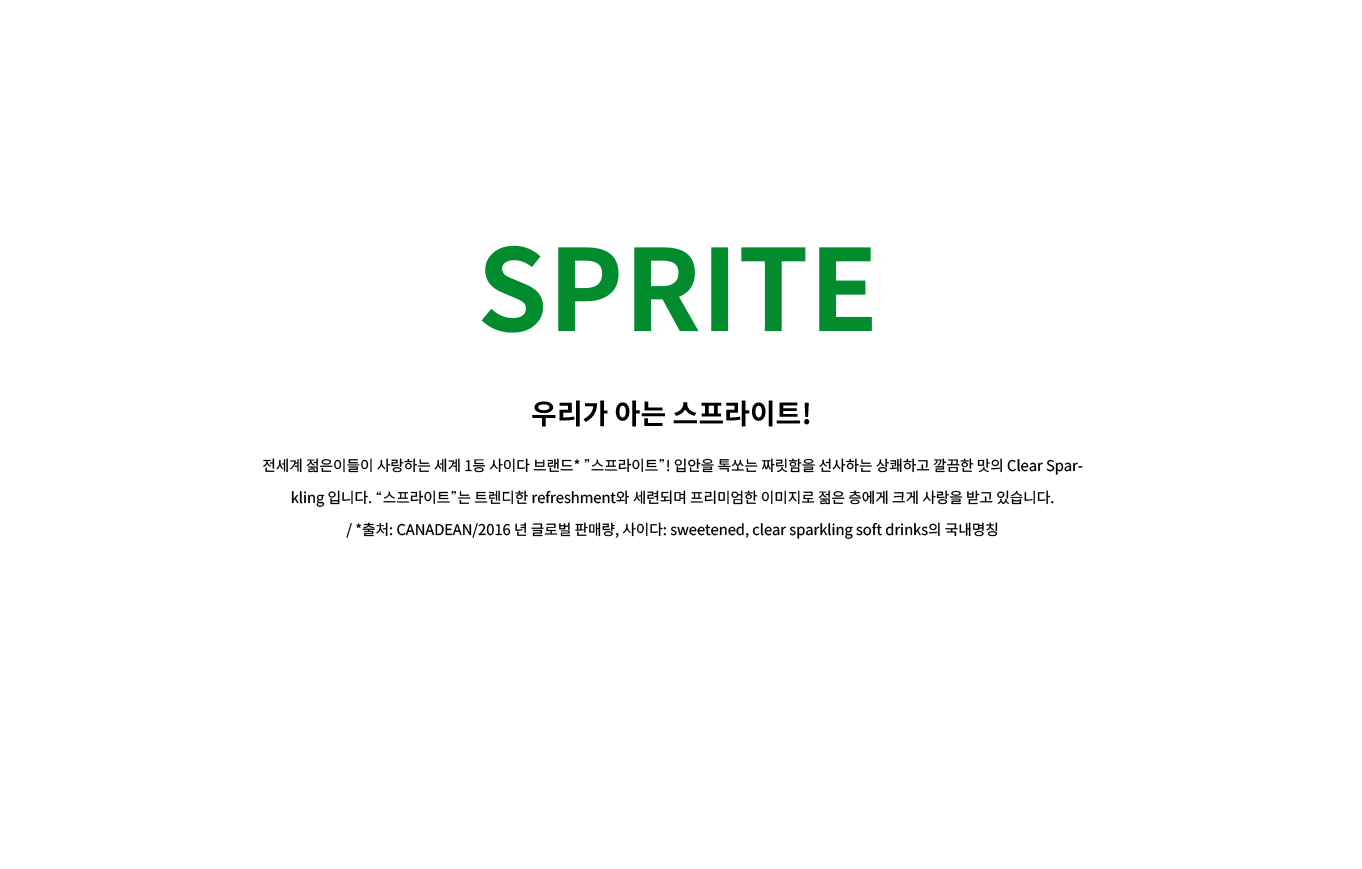 SPRITE
우리가 아는 스프라이트!
전세계 젊은이들이 사랑하는 세계 1등 사이다 브랜드* ”스프라이트”! 입안을 톡쏘는 짜릿함을 선사하는 상쾌하고 깔끔한 맛의 Clear Spar-
kling 입니다. “스프라이트”는 트렌디한 refreshment와 세련되며 프리미엄한 이미지로 젊은 층에게 크게 사랑을 받고 있습니다.
/ *출처: CANADEAN/2016 년 글로벌 판매량, 사이다: sweetened, clear sparkling soft drinks의 국내명칭